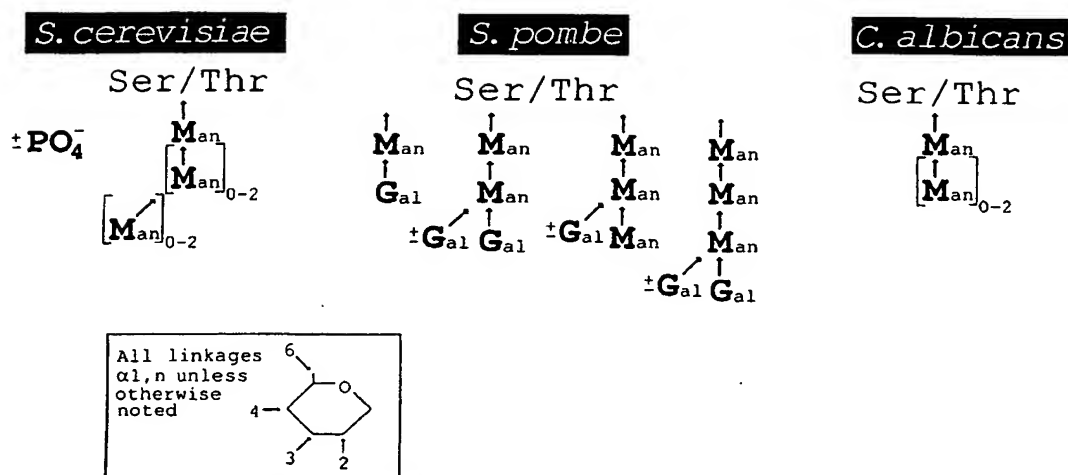 S. cerevisiae
S. pombe
C. albicans
Ser/Thr
Ser/Thr
Ser/Thr
±PO4-
Man
[Man]0-2
[Man]0-2
Man
Gal
Man
Man
±Gal Gal
Man
Man
±Gal Man
Man
Man
Man
±Gal Gal
Man
[Man]0-2
All linkages
α1,n unless
otherwise
noted
6
O
4
3
2